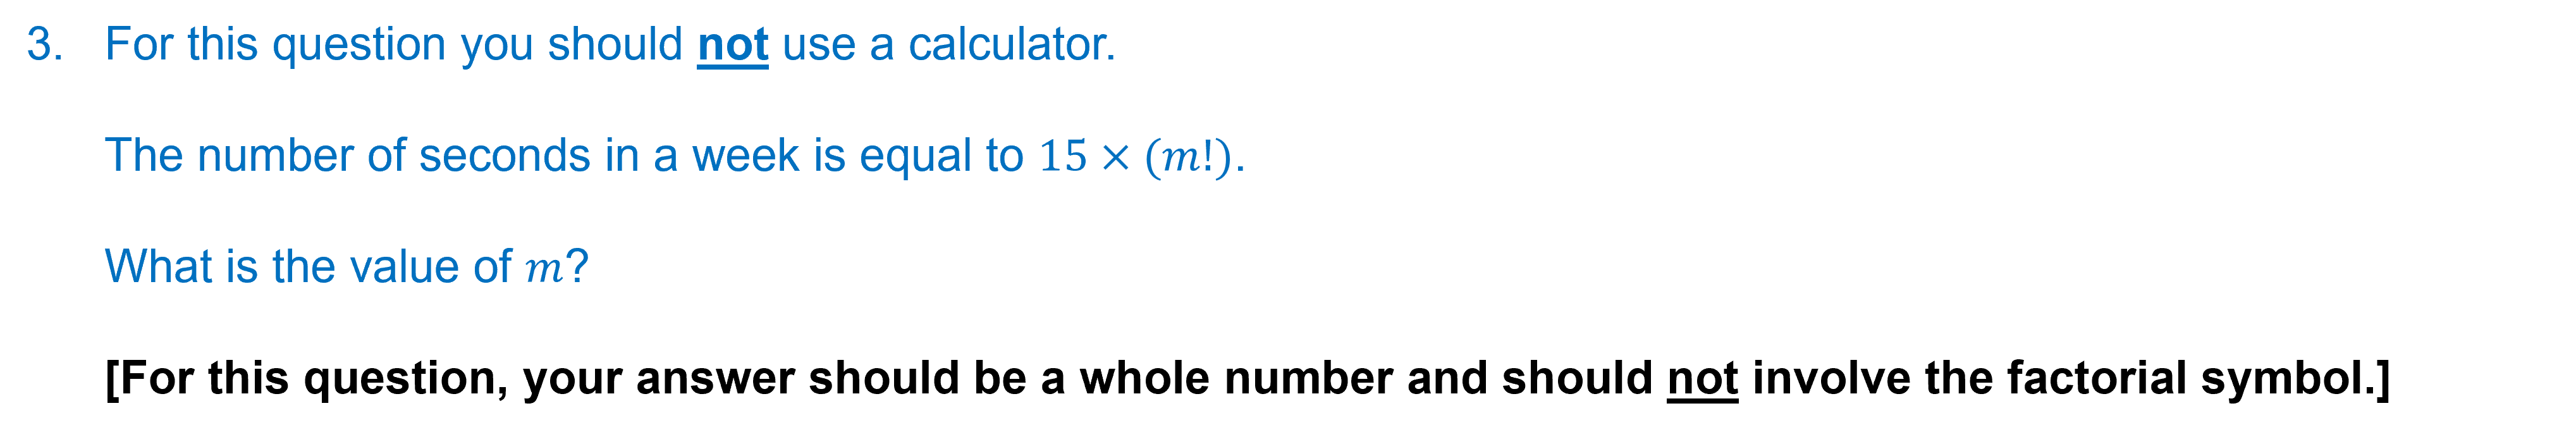 3. For this question you should not use a calculator.
The number of seconds in a week is equal to 15 × (m!).
What is the value of m?
[For this question, your answer should be a whole number and should not involve the factorial symbol.]